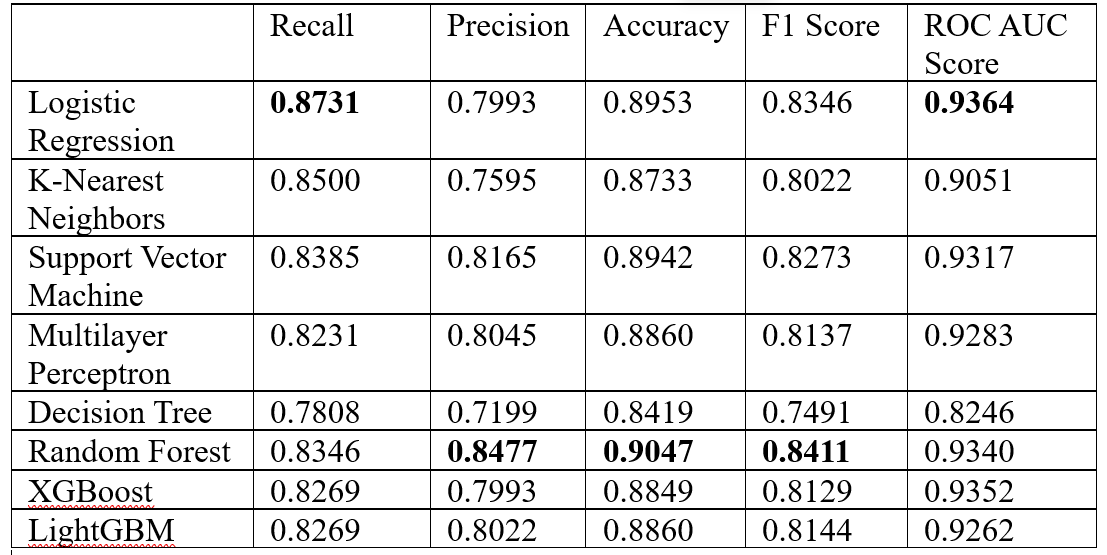 Recall Precision Accuracy F1 Score ROC AUC
Score
Logistic 0.8731 0.7993 0.8953 0.8346 0.9364
Regression
K-Nearest 0.8500 0.7595 0.8733 0.8022 0.9051
Neighbors
Support Vector 0.8385 0.8165 0.8942 0.8273 0.9317
Machine
Multilayer 0.8231 0.8045 0.8860 0.8137 0.9283
Perceptron
Decision Tree 0.7808 0.7199 0.8419 0.7491 0.8246
Random Forest 0.8346 0.8477 0.9047 0.8411 0.9340
XGBoost 0.8269 0.7993 0.8849 0.8129 0.9352
LightGBM 0.8269 0.8022 0.8860 0.8144 0.9262